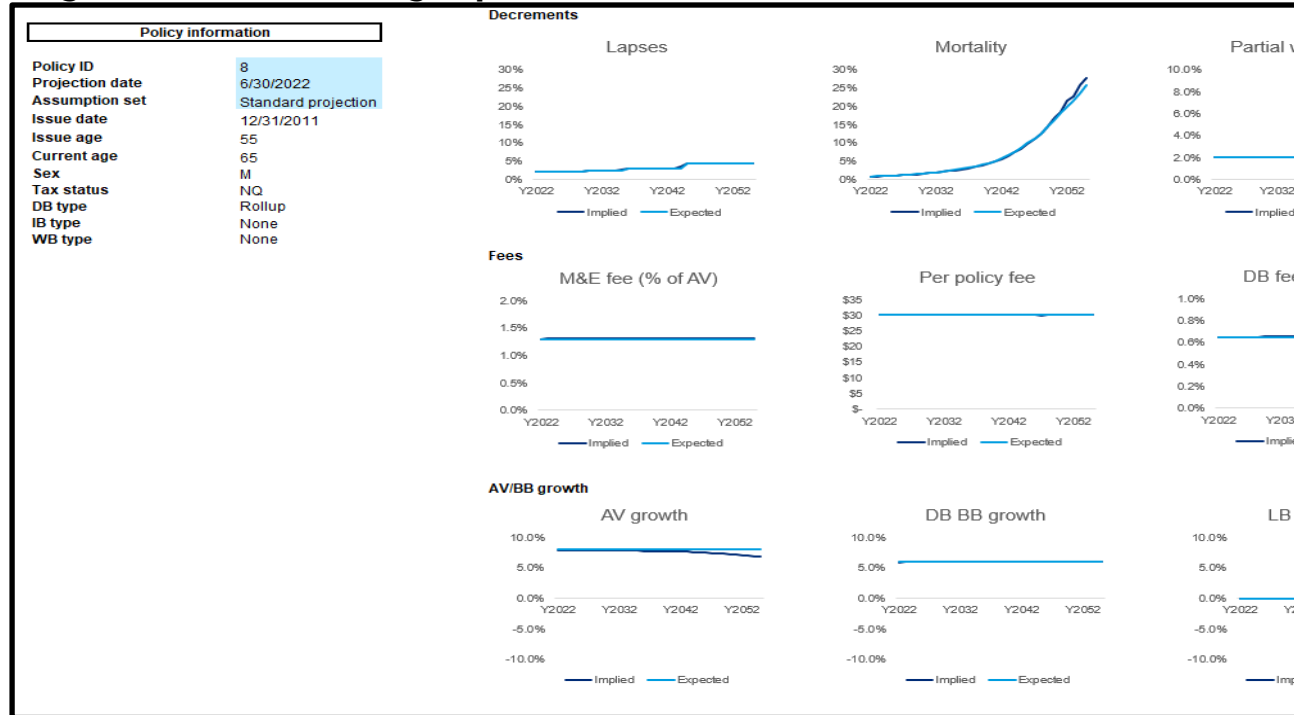 Decrements
Policy information
Policy ID 8
Projection date 6/30/2022
Assumption set Standard projection
Issue date 12/31/2011
Issue age 55
Current age 65
Sex M
Tax status NQ
DB type Rollup
IB type None
WB type None
Lapses
30%
25%
20%
15%
10%
5%
0%
Y2022 Y2032 Y2042 Y2052
Implied Expected
Mortality
30%
25%
20%
15%
10%
5%
0%
Y2022 Y2032 Y2042 Y2052
Implied Expected
Partial
10.0%
8.0%
6.0%
4.0%
2.0%
0.0%
Y2022 Y2032
Implied
Fees
M&E fee (% of AV)
2.0%
1.5%
1.0%
0.5%
0.0%
Y2022 Y2032 Y2042 Y2052
Implied Expected
Per policy fee
$35
$30
$25
$20
$15
$10
$5
$-
Y2022 Y2032 Y2042 Y2052
Implied Expected
DB fee
1.0%
0.8%
0.6%
0.4%
0.2%
0.0%
Y2022
AV/BB growth
AV growth
10.0%
5.0%
0.0%
Y2022 Y2032 Y2042 Y2052
-5.0%
-10.0%
Implied Expected
DB BB growth
10.0%
5.0%
0.0%
Y2022 Y2032 Y2042 Y2052
-5.0%
-10.0%
Implied Expected
LB
10.0%
5.0%
0.0%
Y2022
-5.0%
-10.0%